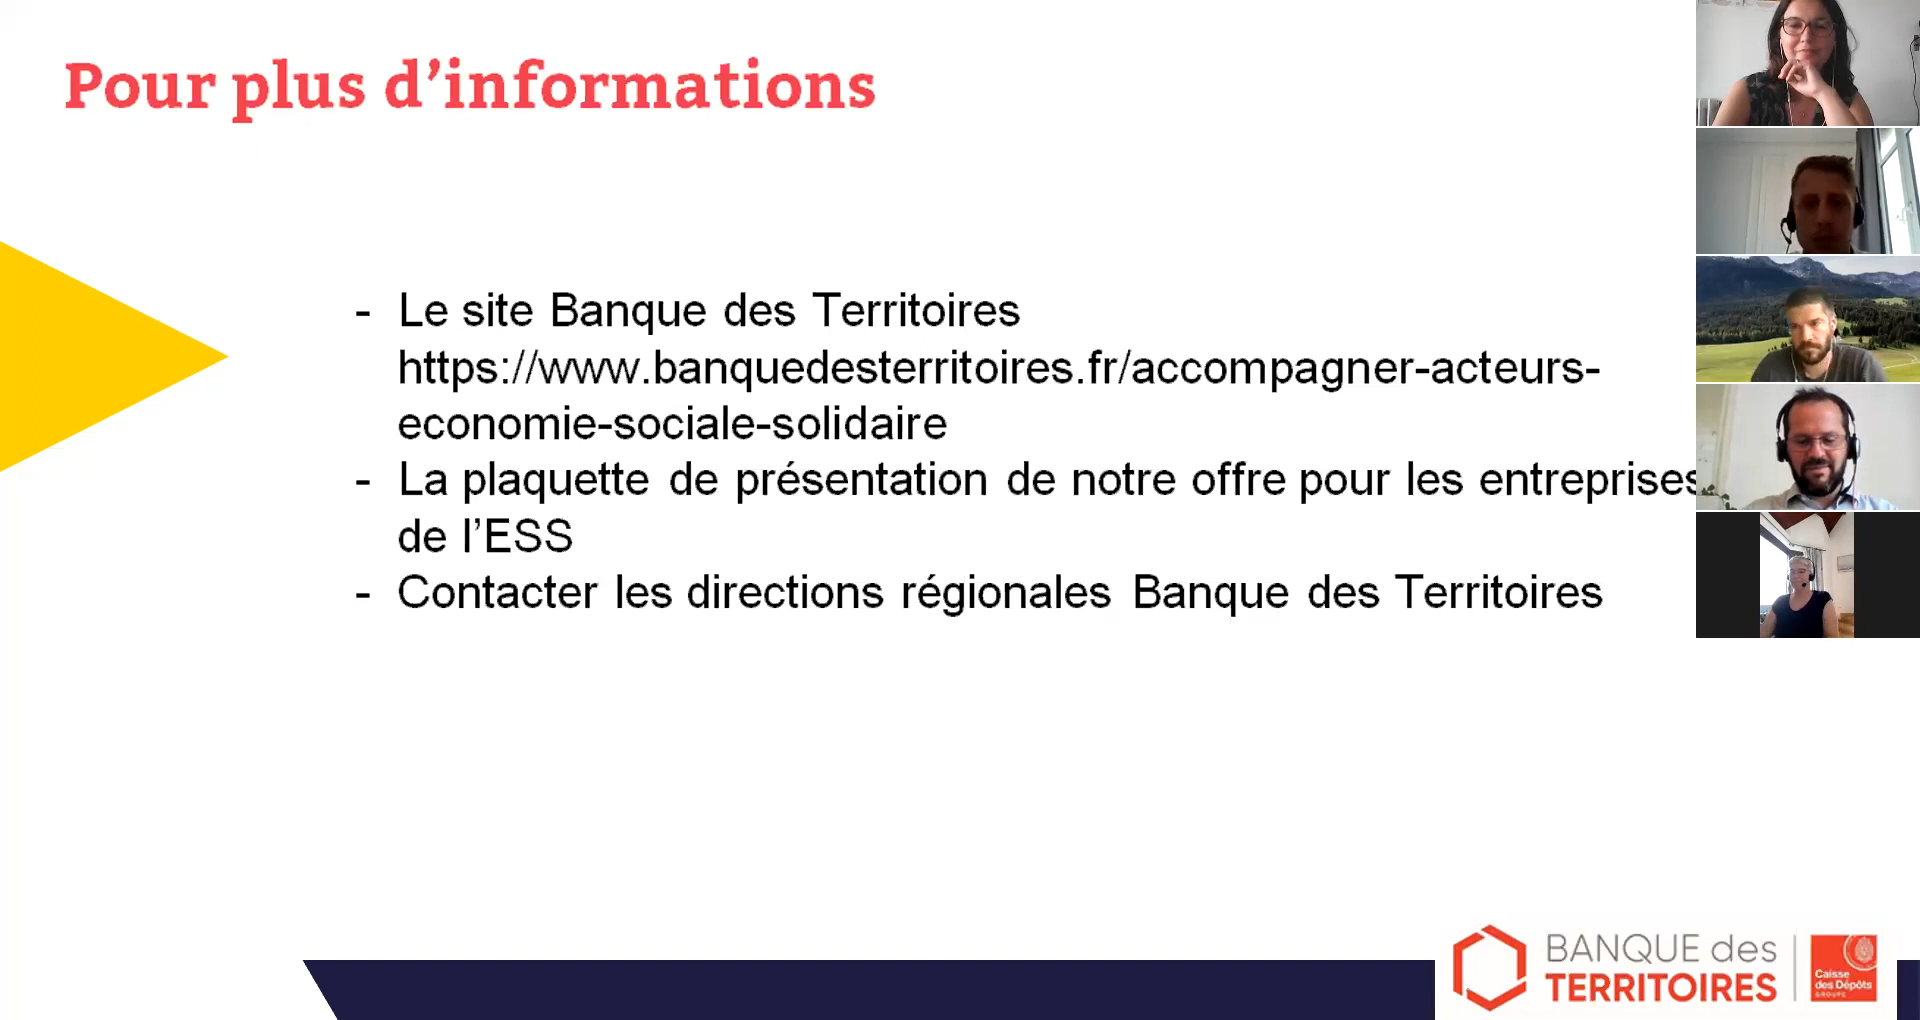 Pour plus d’informations
- Le site Banque des Territoires
https://www.banquedesterritoires.fr/accompagner-acteurs-
economie-sociale-solidaire
- La plaquette de présentation de notre offre pour les entreprises
de l’ESS
- Contacter les directions régionales Banque des Territoires
BANQUE des
TERRITOIRES
Caisse
des Dépôts
GROUPE